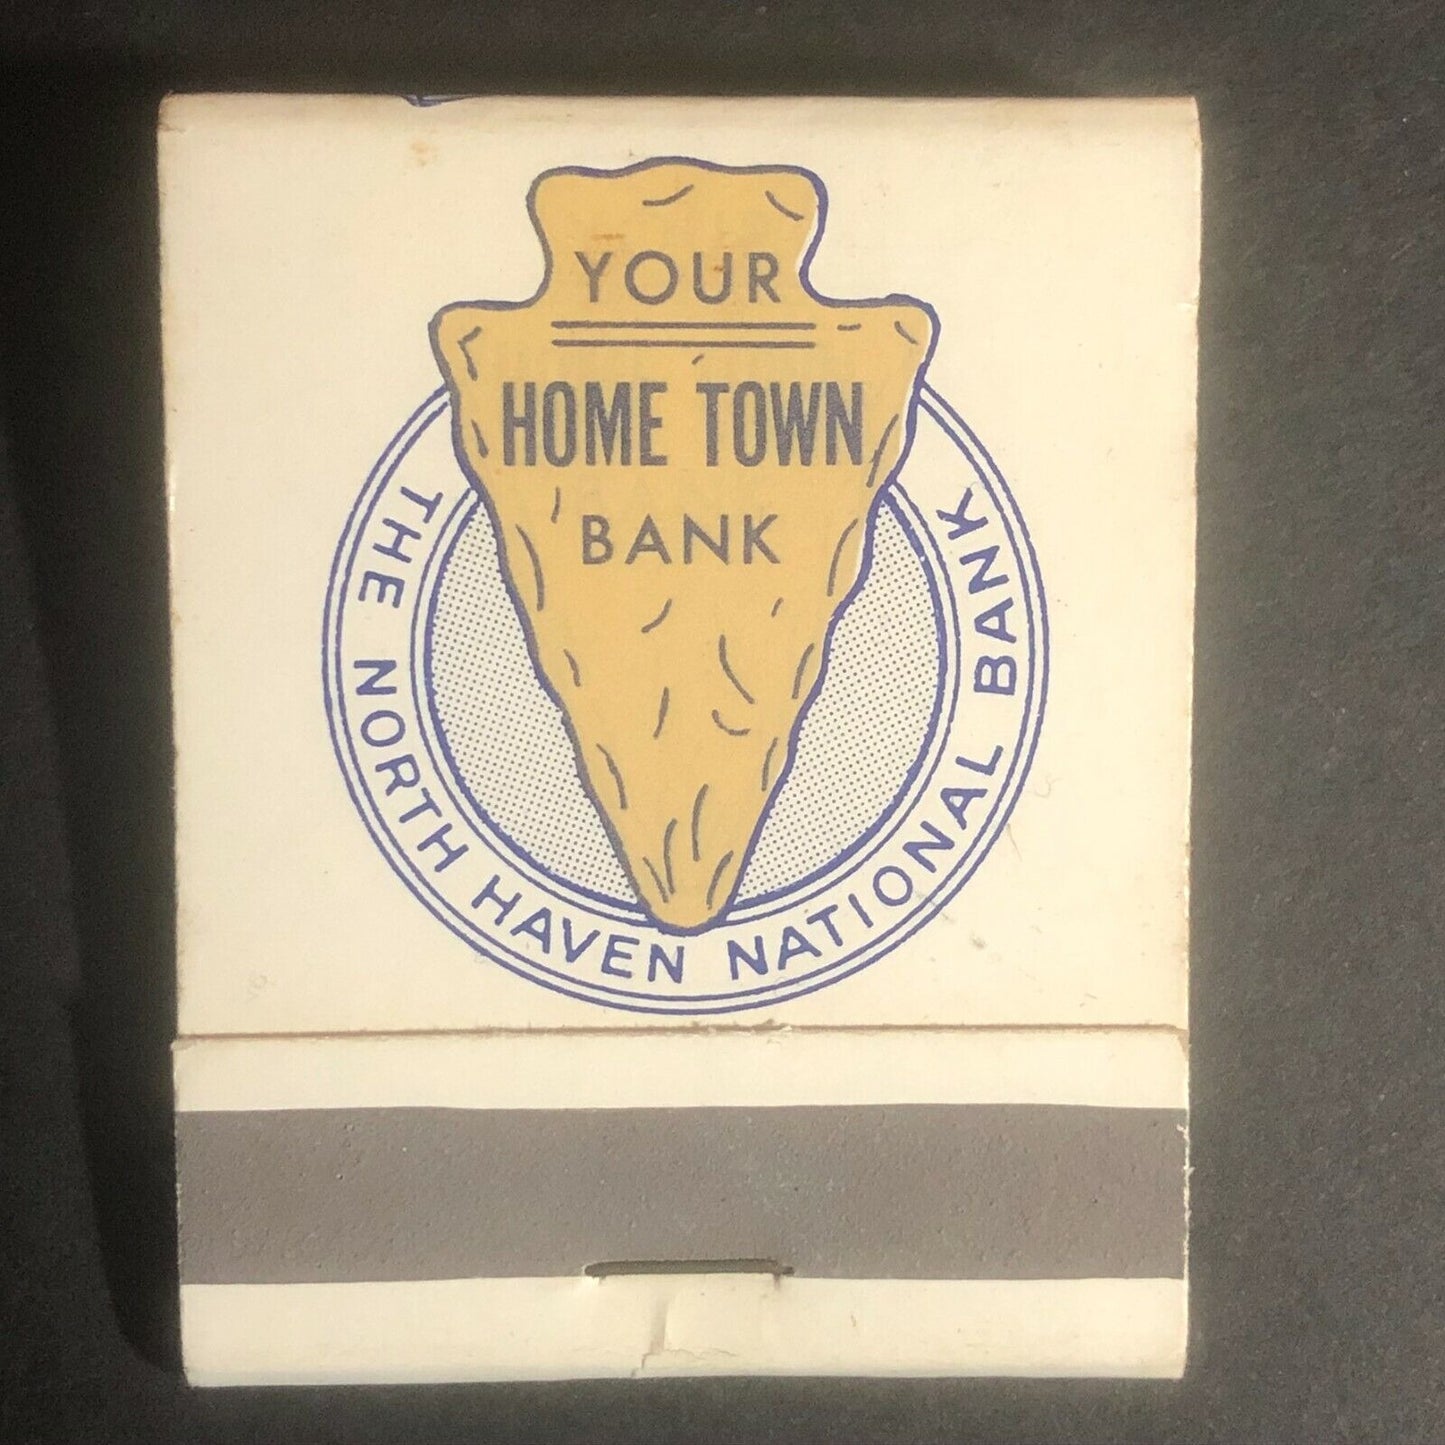 YOUR
HOME TOWN
BANK
THE NORTH HAVEN NATIONAL BANK